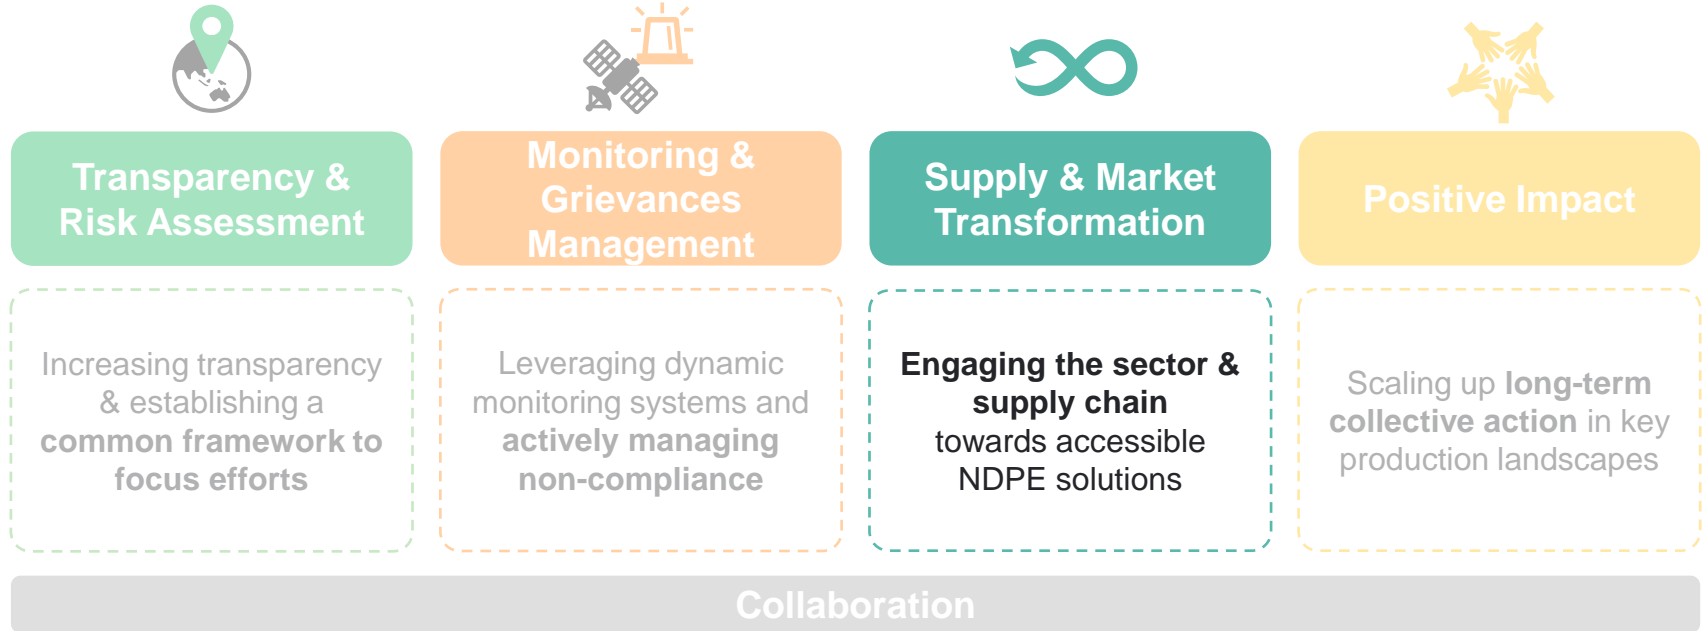 Transparency &
Risk Assessment
Increasing transparency
& establishing a
common framework to
focus efforts
Monitoring &
Grievances
Management
Leveraging dynamic
monitoring systems and
actively managing
non-compliance
Supply & Market
Transformation
Engaging the sector &
supply chain
towards accessible
NDPE solutions
Positive Impact
Scaling up long-term
collective action in key
production landscapes
Collaboration